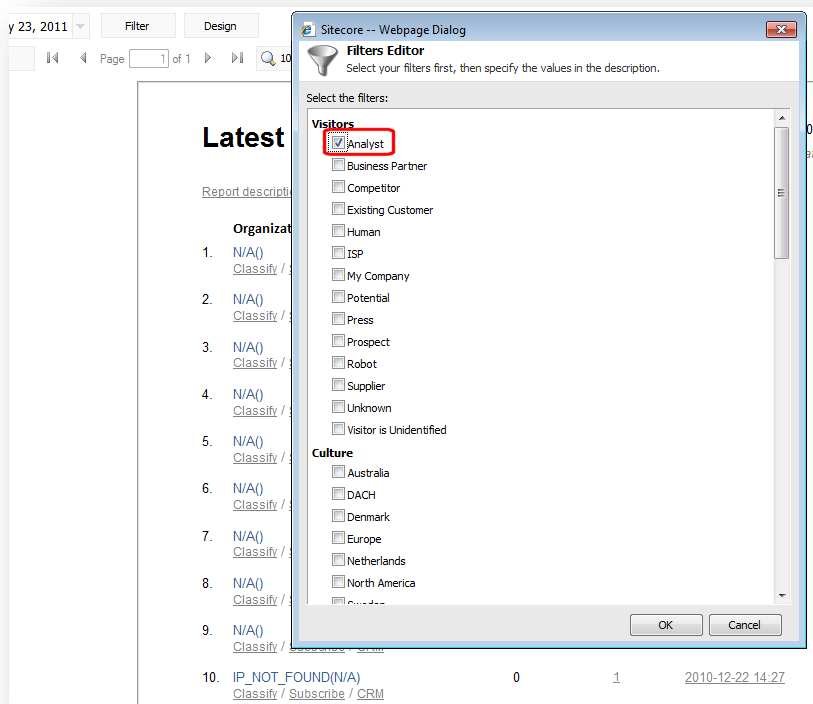 y 23, 2011 Filter Design
Page 1 of 1 10
Sitecore -- Webpage Dialog
Filters Editor
Select your filters first, then specify the values in the description.
Select the filters:
Visitors
Analyst
Business Partner
Competitor
Existing Customer
Human
ISP
My Company
Potential
Press
Prospect
Robot
Supplier
Unknown
Visitor is Unidentified
Culture
Australia
DACH
Denmark
Europe
Netherlands
North America
Sweden
OK Cancel
Latest
Report descripti
Organizat
1. N/A()
Classify /
2. N/A()
Classify /
3. N/A()
Classify /
4. N/A()
Classify /
5. N/A()
Classify /
6. N/A()
Classify /
7. N/A()
Classify /
8. N/A()
Classify /
9. N/A()
Classify / Subscribe / CRM
10. IP_NOT_FOUND(N/A) 0 1 2010-12-22 14:27
Classify / Subscribe / CRM